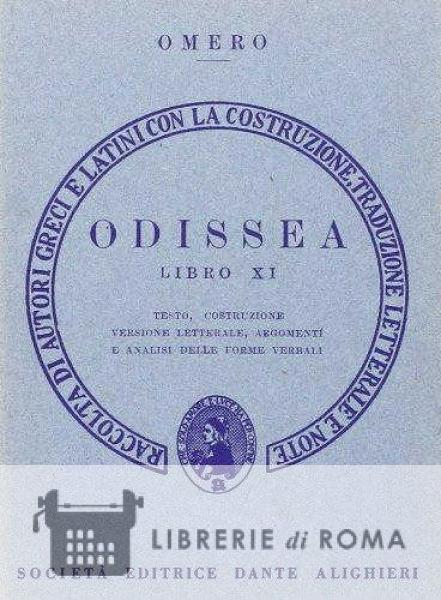 OMERO
RACCOLTA DI AUTORI GRECI E LATINI CON LA COSTRUZIONE, TRADUZIONE LETTERALE E NOTE
ODISSEA
LIBRO XI
TESTO, COSTRUZIONE
VERSIONE LETTERALE, ARGOMENTI
E ANALISI DELLE FORME VERBALI
LIBRERIE di ROMA
SOCIETÀ EDITRICE DANTE ALIGHIERI